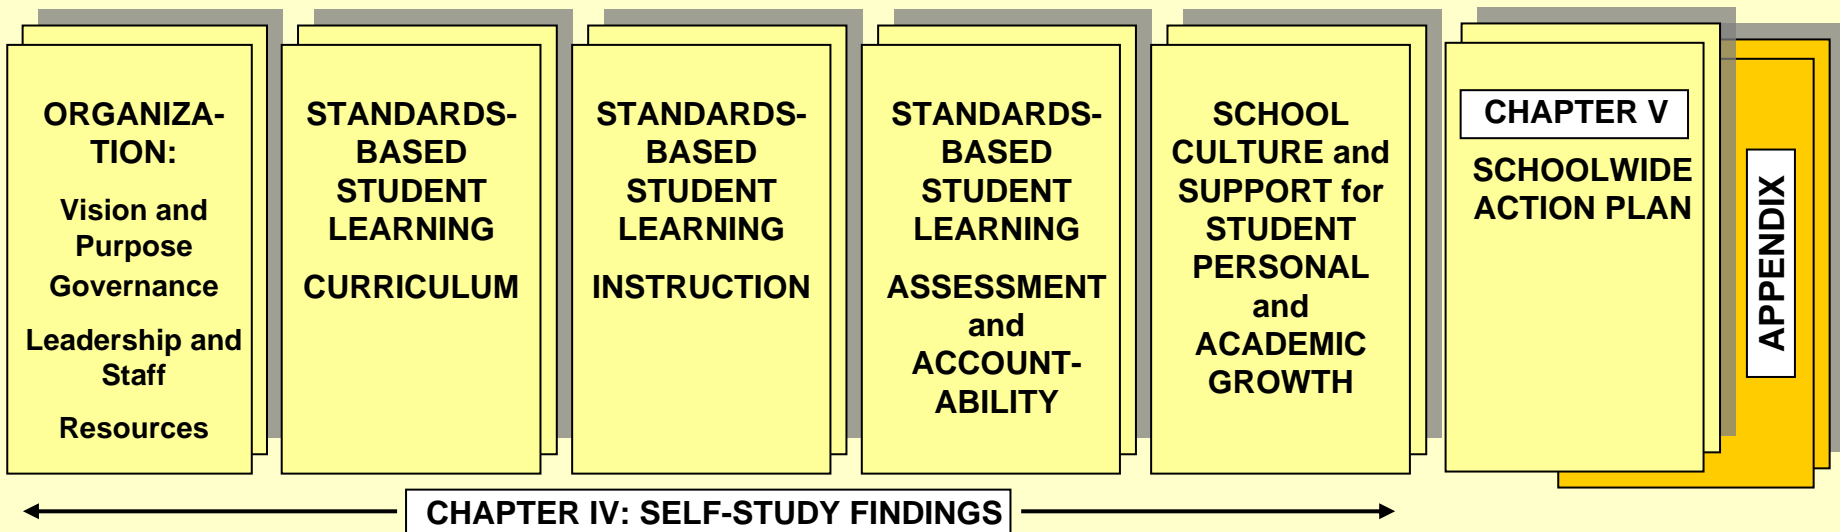 ORGANIZA-
TION:
Vision and
Purpose
Governance
Leadership and
Staff
Resources
STANDARDS-
BASED
STUDENT
LEARNING
CURRICULUM
STANDARDS-
BASED
STUDENT
LEARNING
INSTRUCTION
STANDARDS-
BASED
STUDENT
LEARNING
ASSESSMENT
and
ACCOUNT-
ABILITY
SCHOOL
CULTURE and
SUPPORT for
STUDENT
PERSONAL
and
ACADEMIC
GROWTH
CHAPTER V
SCHOOLWIDE
ACTION PLAN
APPENDIX
CHAPTER IV: SELF-STUDY FINDINGS